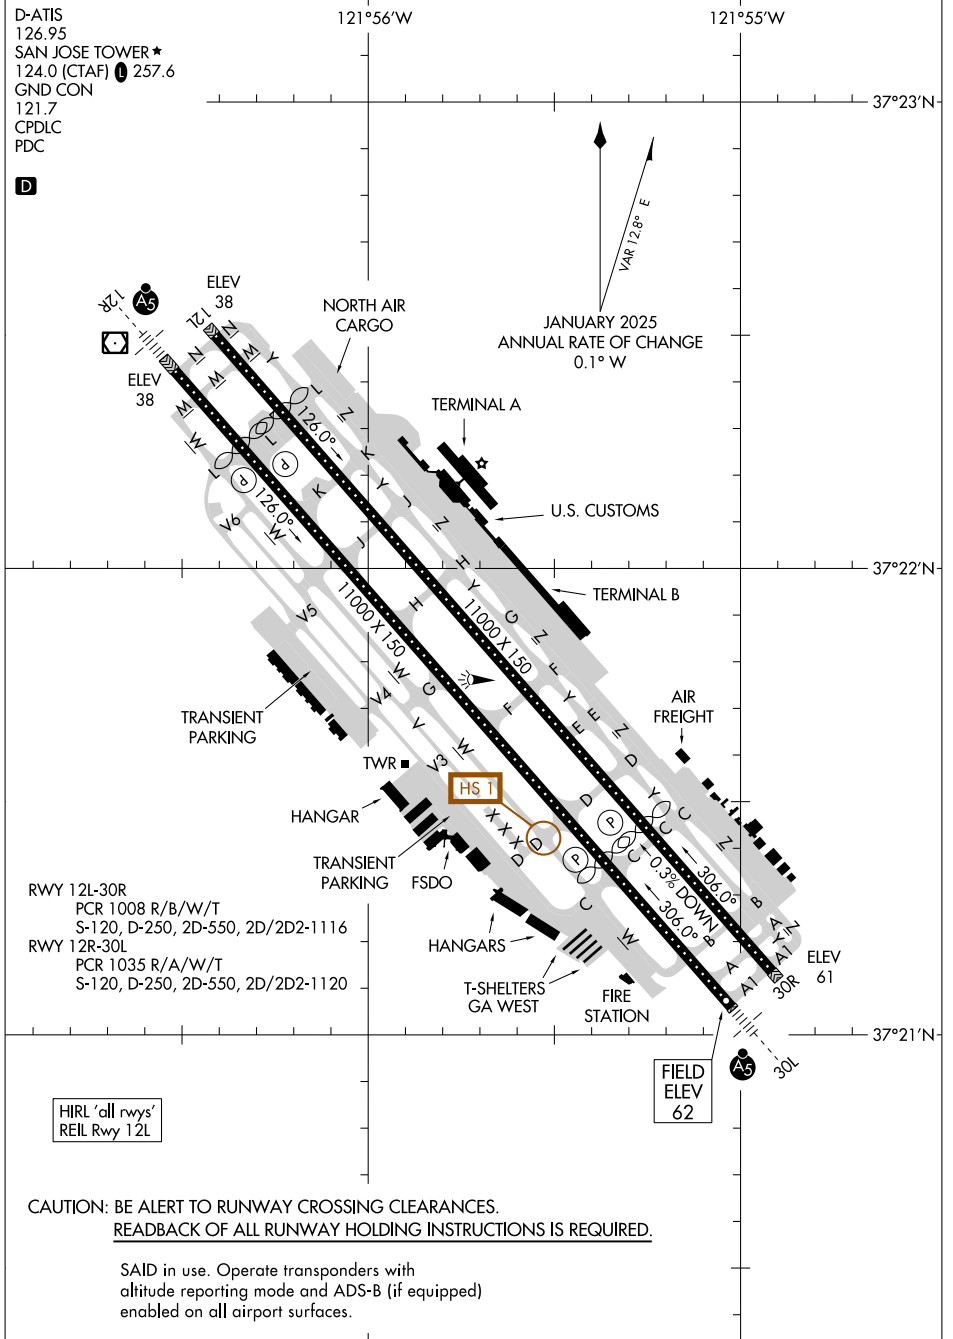 D-ATIS
126.95
SAN JOSE TOWER★
124.0 (CTAF) L 257.6
GND CON
121.7
CPDLC
PDC
D
121°56'W
121°55'W
37°23'N
VAR 12.8° E
JANUARY 2025
ANNUAL RATE OF CHANGE
0.1° W
12R
A5
ELEV
38
12L
ELEV
38
NORTH AIR
CARGO
TERMINAL A
U.S. CUSTOMS
37°22'N
TERMINAL B
N
M
Y
N
M
M
W
L
L
Z
126.0°
L
P
P
126.0°
K
K
Y
J
Z
V6
W
J
H
Y
V5
11000 X 150
H
11000 X 150
G
Z
F
F
Y
W
G
V4
V
F
E
E
Z
D
TRANSIENT
PARKING
AIR
FREIGHT
TWR
V3
W
HS 1
HANGAR
X
X
X
D
D
D
Y
C
C
C
Z
P
P
TRANSIENT
PARKING
FSDO
0.3% DOWN
306.0°
306.0°
C
W
B
B
A
Y
Z
A
A1
A1
RWY 12L-30R
PCR 1008 R/B/W/T
S-120, D-250, 2D-550, 2D/2D2-1116
RWY 12R-30L
PCR 1035 R/A/W/T
S-120, D-250, 2D-550, 2D/2D2-1120
HANGARS
T-SHELTERS
GA WEST
FIRE
STATION
30R
ELEV
61
37°21'N
30L
A5
FIELD
ELEV
62
HIRL 'all rwys'
REIL Rwy 12L
CAUTION: BE ALERT TO RUNWAY CROSSING CLEARANCES.
READBACK OF ALL RUNWAY HOLDING INSTRUCTIONS IS REQUIRED.
SAID in use. Operate transponders with
altitude reporting mode and ADS-B (if equipped)
enabled on all airport surfaces.